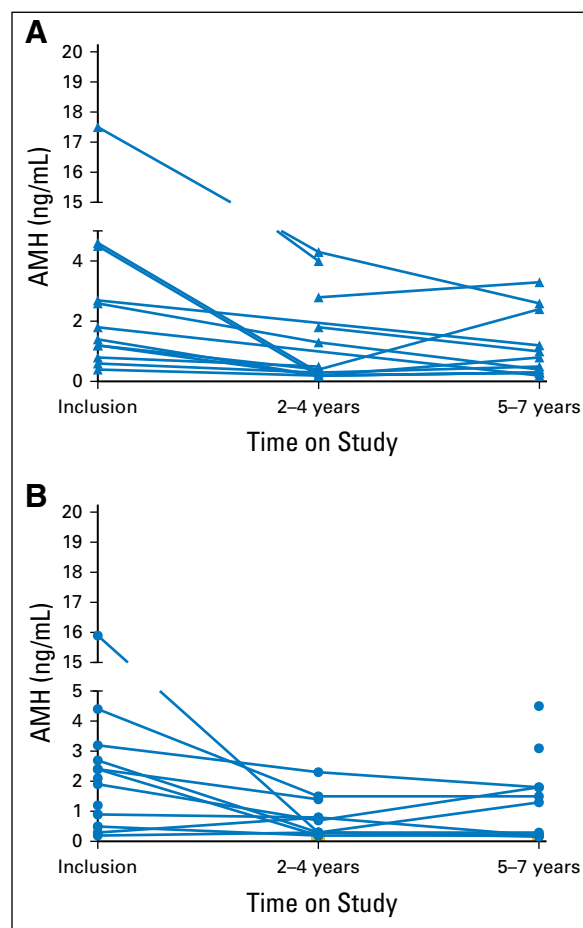 A
20
19
18
17
16
15
4
2
0
AMH (ng/mL)
Inclusion 2–4 years 5–7 years
Time on Study
B
20
19
18
17
16
15
5
4
3
2
1
0
AMH (ng/mL)
Inclusion 2–4 years 5–7 years
Time on Study